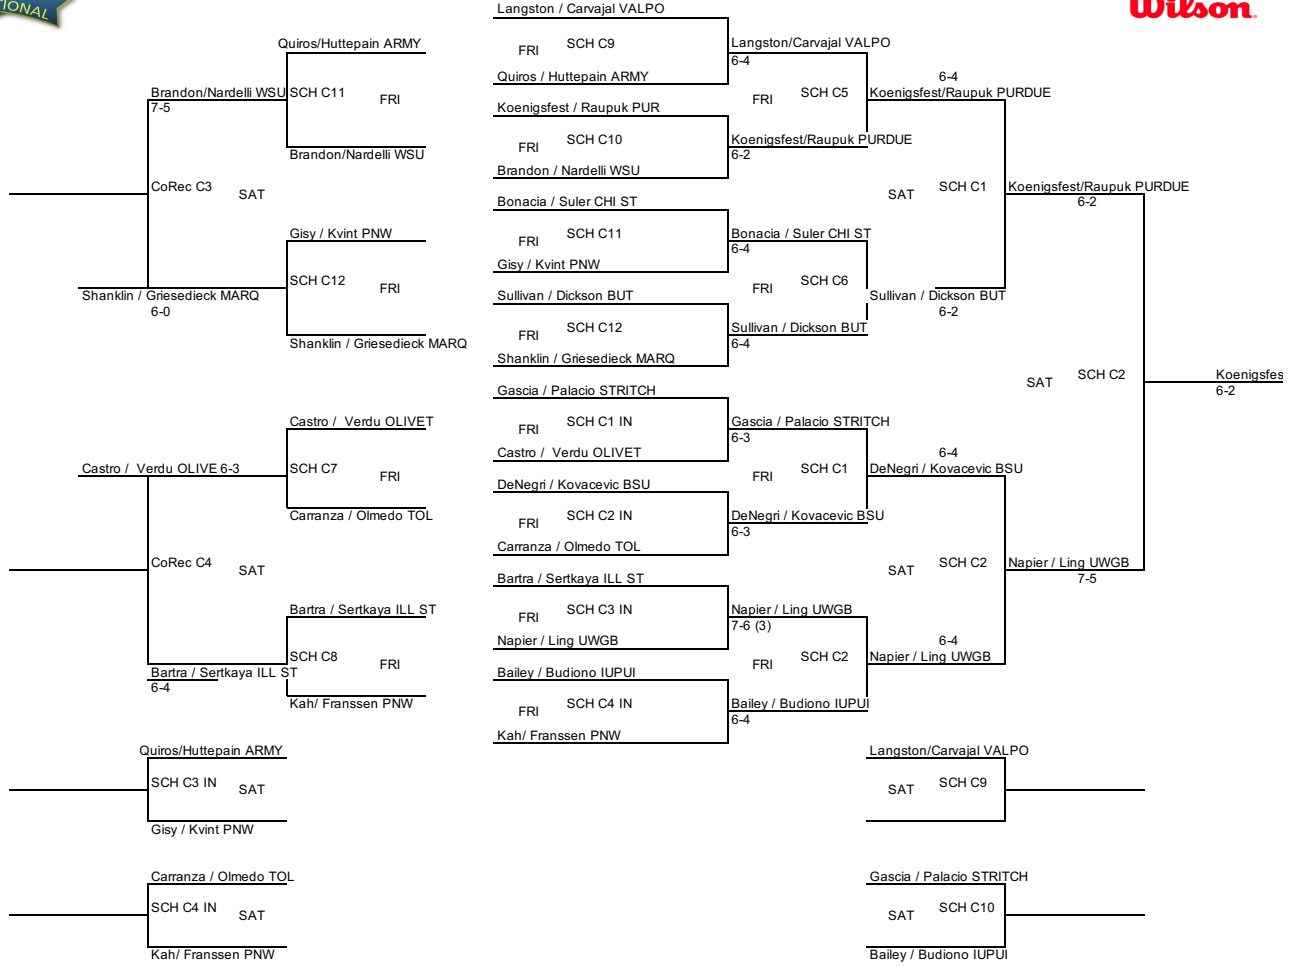 TIONAL
Wilson
Langston / Carvajal VALPO
Quiros/Huttepain ARMY
FRI
SCH C9
Langston/Carvajal VALPO
6-4
Quiros / Huttepain ARMY
6-4
Brandon/Nardelli WSU
7-5
SCH C11
FRI
FRI
SCH C5
Koenigsfest/Raupuk PURDUE
Koenigsfest / Raupuk PUR
FRI
SCH C10
Koenigsfest/Raupuk PURDUE
6-2
Brandon/Nardelli WSU
Brandon / Nardelli WSU
CoRec C3
SAT
SAT
SCH C1
Koenigsfest/Raupuk PURDUE
6-2
Bonacia / Suler CHI ST
Gisy / Kvint PNW
FRI
SCH C11
Bonacia / Suler CHI ST
6-4
Gisy / Kvint PNW
SCH C12
FRI
FRI
SCH C6
Shanklin / Griesedieck MARQ
6-0
Sullivan / Dickson BUT
Sullivan / Dickson BUT
6-2
FRI
SCH C12
Sullivan / Dickson BUT
6-4
Shanklin / Griesedieck MARQ
Shanklin / Griesedieck MARQ
SAT
SCH C2
Koenigsfes
6-2
Gascia / Palacio STRITCH
Castro / Verdu OLIVET
FRI
SCH C1 IN
Gascia / Palacio STRITCH
6-3
Castro / Verdu OLIVET
6-4
Castro / Verdu OLIVE 6-3
SCH C7
FRI
FRI
SCH C1
DeNegri / Kovacevic BSU
DeNegri / Kovacevic BSU
Carranza / Olmedo TOL
FRI
SCH C2 IN
DeNegri / Kovacevic BSU
6-3
Carranza / Olmedo TOL
CoRec C4
SAT
SAT
SCH C2
Napier / Ling UWGB
7-5
Bartra / Sertkaya ILL ST
Bartra / Sertkaya ILL ST
FRI
SCH C3 IN
Napier / Ling UWGB
7-6 (3)
Napier / Ling UWGB
6-4
SCH C8
FRI
FRI
SCH C2
Napier / Ling UWGB
Bartra / Sertkaya ILL ST
6-4
Bailey / Budiono IUPUI
Kah/ Franssen PNW
FRI
SCH C4 IN
Bailey / Budiono IUPUI
6-4
Kah/ Franssen PNW
Quiros/Huttepain ARMY
Langston/Carvajal VALPO
SCH C3 IN
SAT
SAT
SCH C9
Gisy / Kvint PNW
Carranza / Olmedo TOL
Gascia / Palacio STRITCH
SCH C4 IN
SAT
SAT
SCH C10
Kah/ Franssen PNW
Bailey / Budiono IUPUI